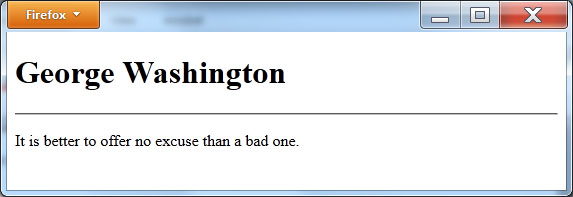 Firefox
George Washington
It is better to offer no excuse than a bad one.